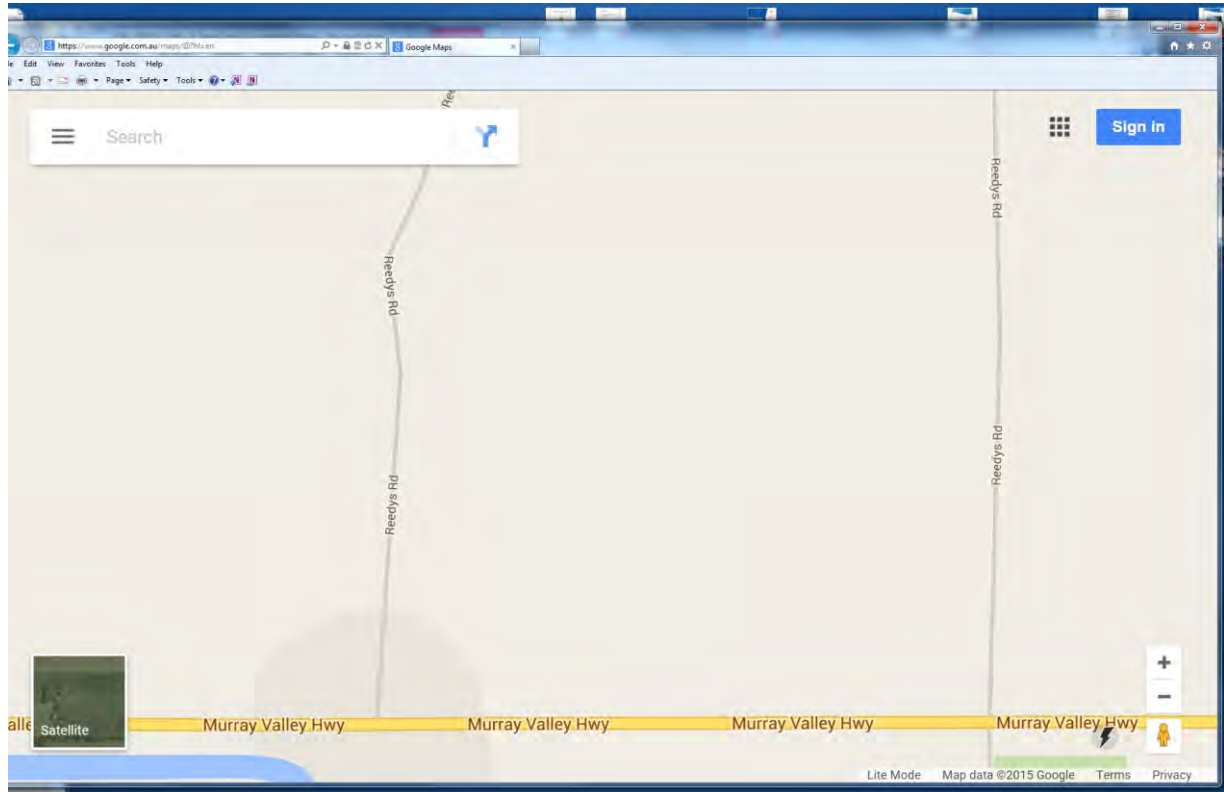 https://www.google.com.au/maps/@?hl=en
Google Maps
Edit View Favorites Tools Help
Page Safety Tools
Search
Sign in
Reedys Rd
Reedys Rd
Reedys Rd
Reedys Rd
Satellite
Murray Valley Hwy
Murray Valley Hwy
Murray Valley Hwy
Murray Valley Hwy
Lite Mode Map data ©2015 Google Terms Privacy